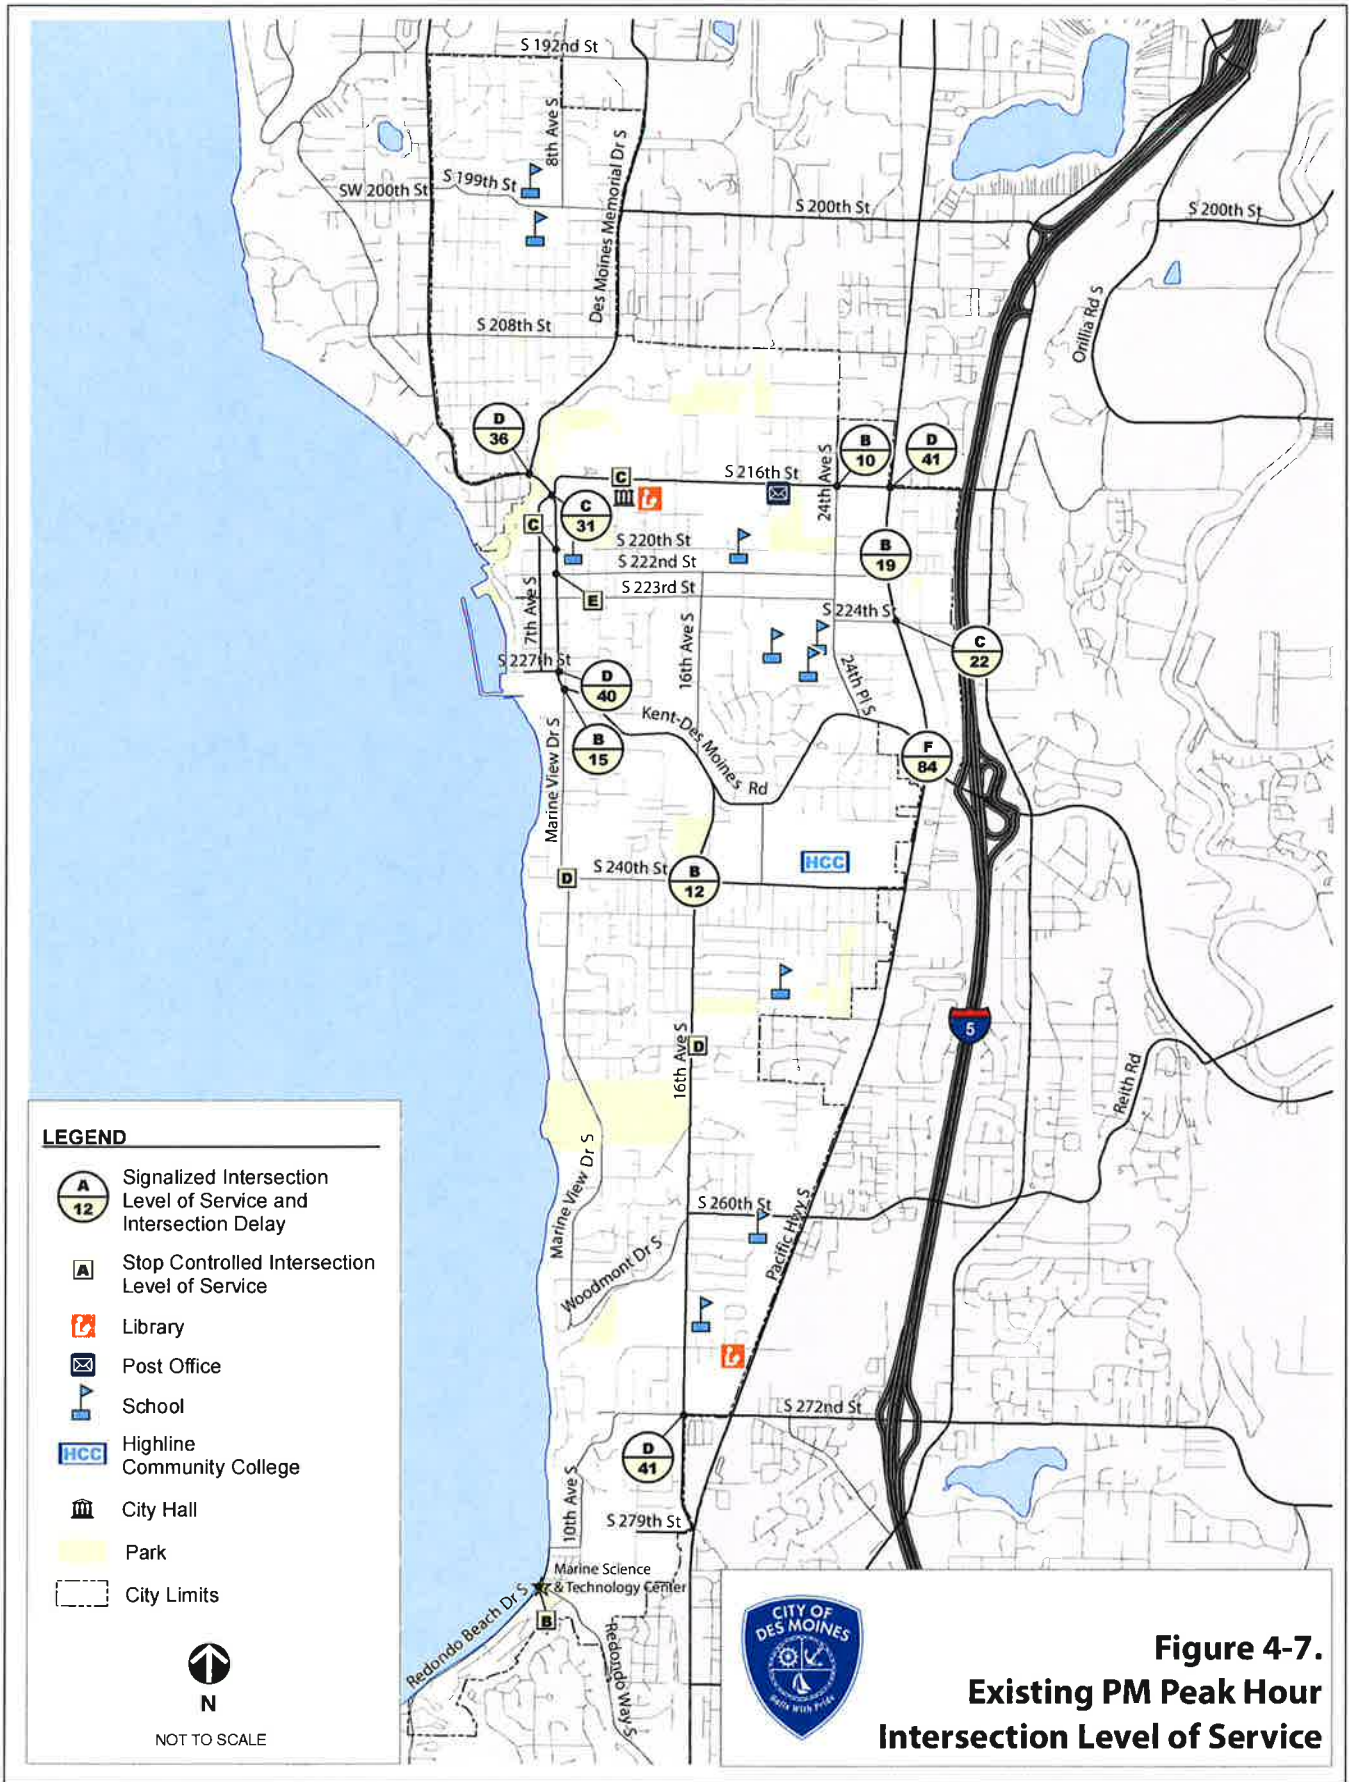 S 192nd St
8th Ave S
Des Moines Memorial Dr S
SW 200th St
S 199th St
S 200th St
S 200th St
Orillia Rd S
S 208th St
D
36
B
10
D
41
S 216th St
24th Ave S
C
C
31
C
S 220th St
S 222nd St
B
19
S 223rd St
E
7th Ave S
16th Ave S
S 224th St
C
22
S 227th St
D
40
24th Pl S
Kent-Des Moines Rd
B
15
F
84
Marine View Dr S
S 240th St
D
B
12
HCC
16th Ave S
D
5
Reith Rd
Marine View Dr S
S 260th St
Woodmont Dr S
Pacific Hwy S
S 272nd St
D
41
10th Ave S
S 279th St
Marine Science
& Technology Center
Redondo Beach Dr S
B
Redondo Way S
LEGEND
A
12
Signalized Intersection
Level of Service and
Intersection Delay
A
Stop Controlled Intersection
Level of Service
Library
Post Office
School
HCC
Highline
Community College
City Hall
Park
City Limits
N
NOT TO SCALE
CITY OF
DES MOINES
Gails With Pride
Figure 4-7.
Existing PM Peak Hour
Intersection Level of Service